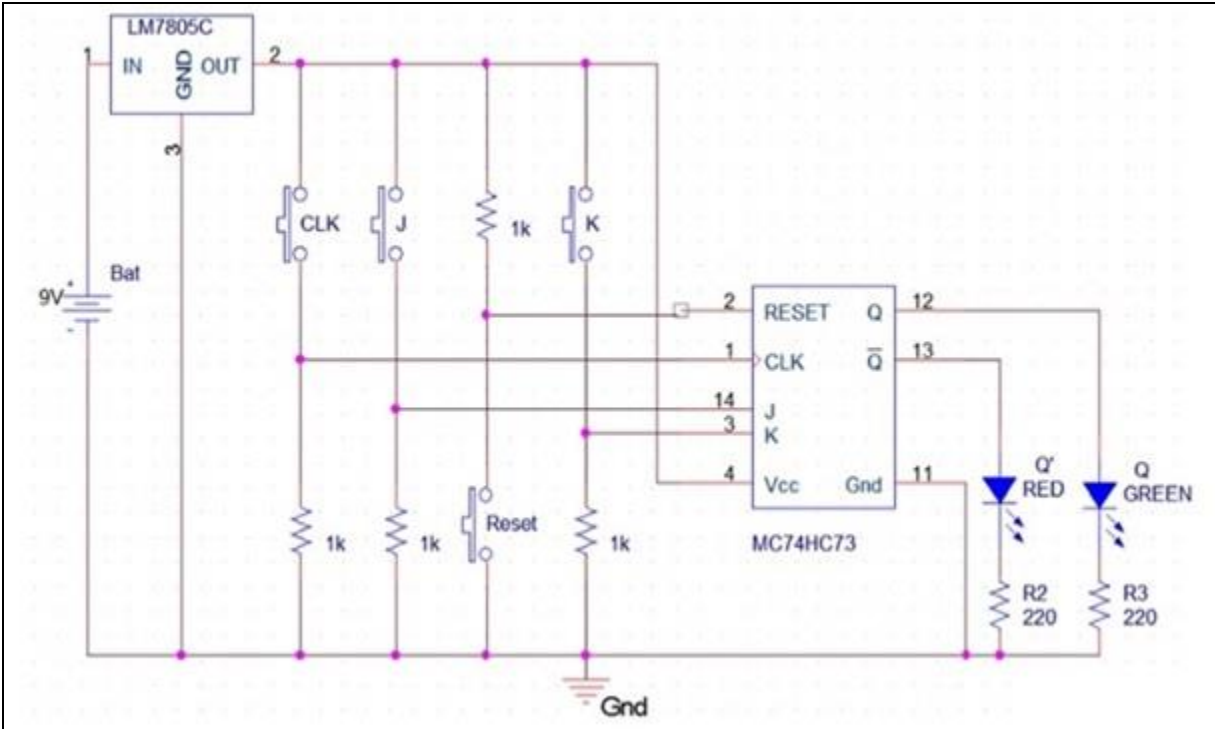 LM7805C
1 IN GND OUT 2
3
CLK
J
1k
K
Bat
9V
+
-
2 RESET Q 12
1 CLK Q̅ 13
14 J
3 K
4 Vcc Gnd 11
MC74HC73
Q'
RED
Q
GREEN
Reset
1k
1k
1k
R2
220
R3
220
Gnd